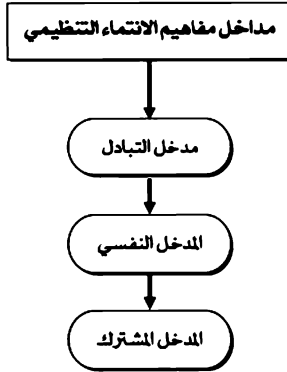 مداخل مفاهيم الانتماء التنظيمي
مدخل التبادل
المدخل النفسي
المدخل المشترك